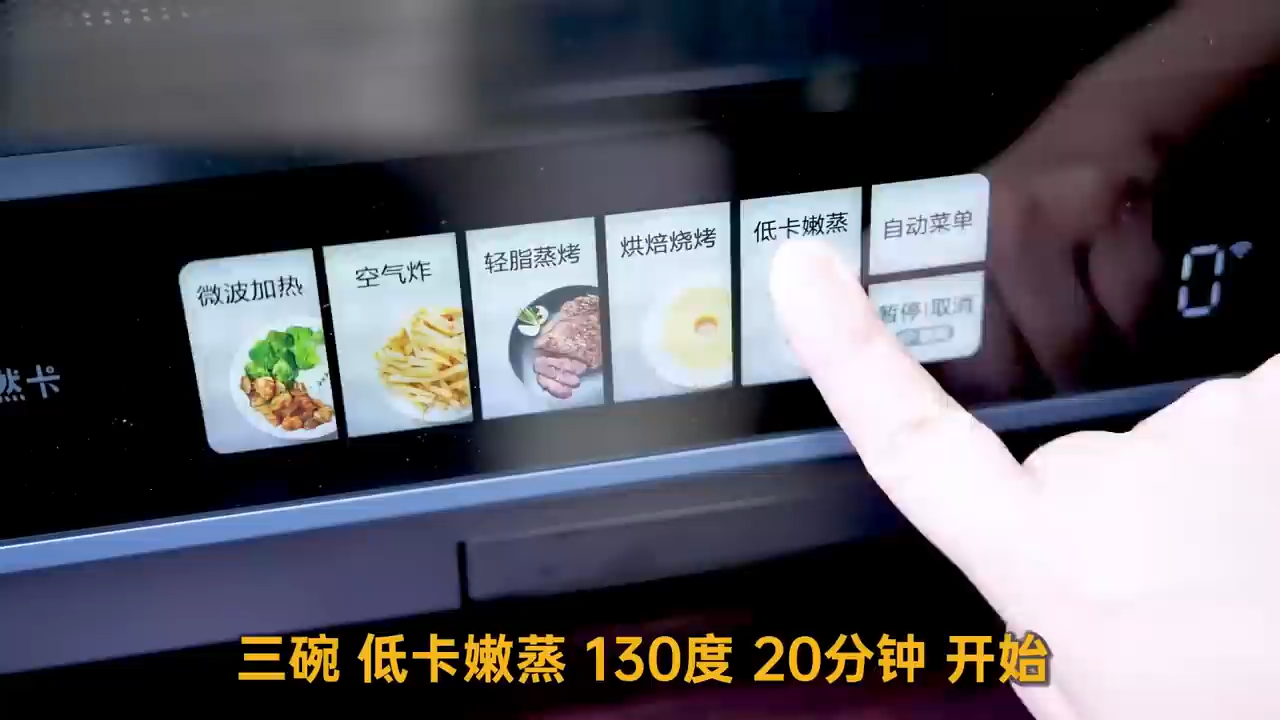 微波加热
空气炸
轻脂蒸烤
烘焙烧烤
低卡嫩蒸
自动菜单
暂停|取消
然卡
0
三碗 低卡嫩蒸 130度 20分钟 开始